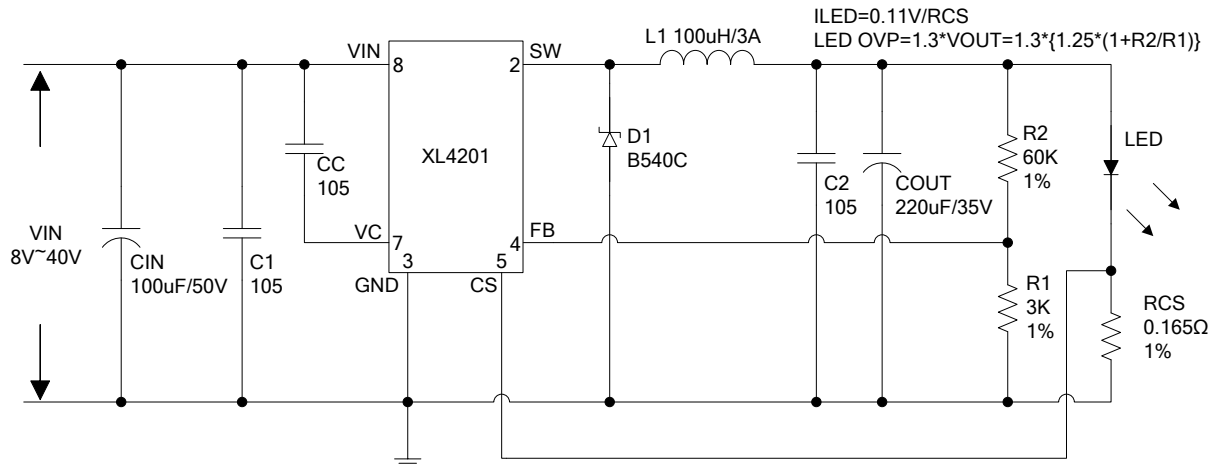 ILED=0.11V/RCS
LED OVP=1.3*VOUT=1.3*{1.25*(1+R2/R1)}
L1 100uH/3A
VIN
SW
8
2
XL4201
CC
105
D1
B540C
R2
60K
1%
LED
C2
105
COUT
220uF/35V
VC
7
FB
4
VIN
8V~40V
CIN
100uF/50V
C1
105
3
5
GND
CS
R1
3K
1%
RCS
0.165Ω
1%